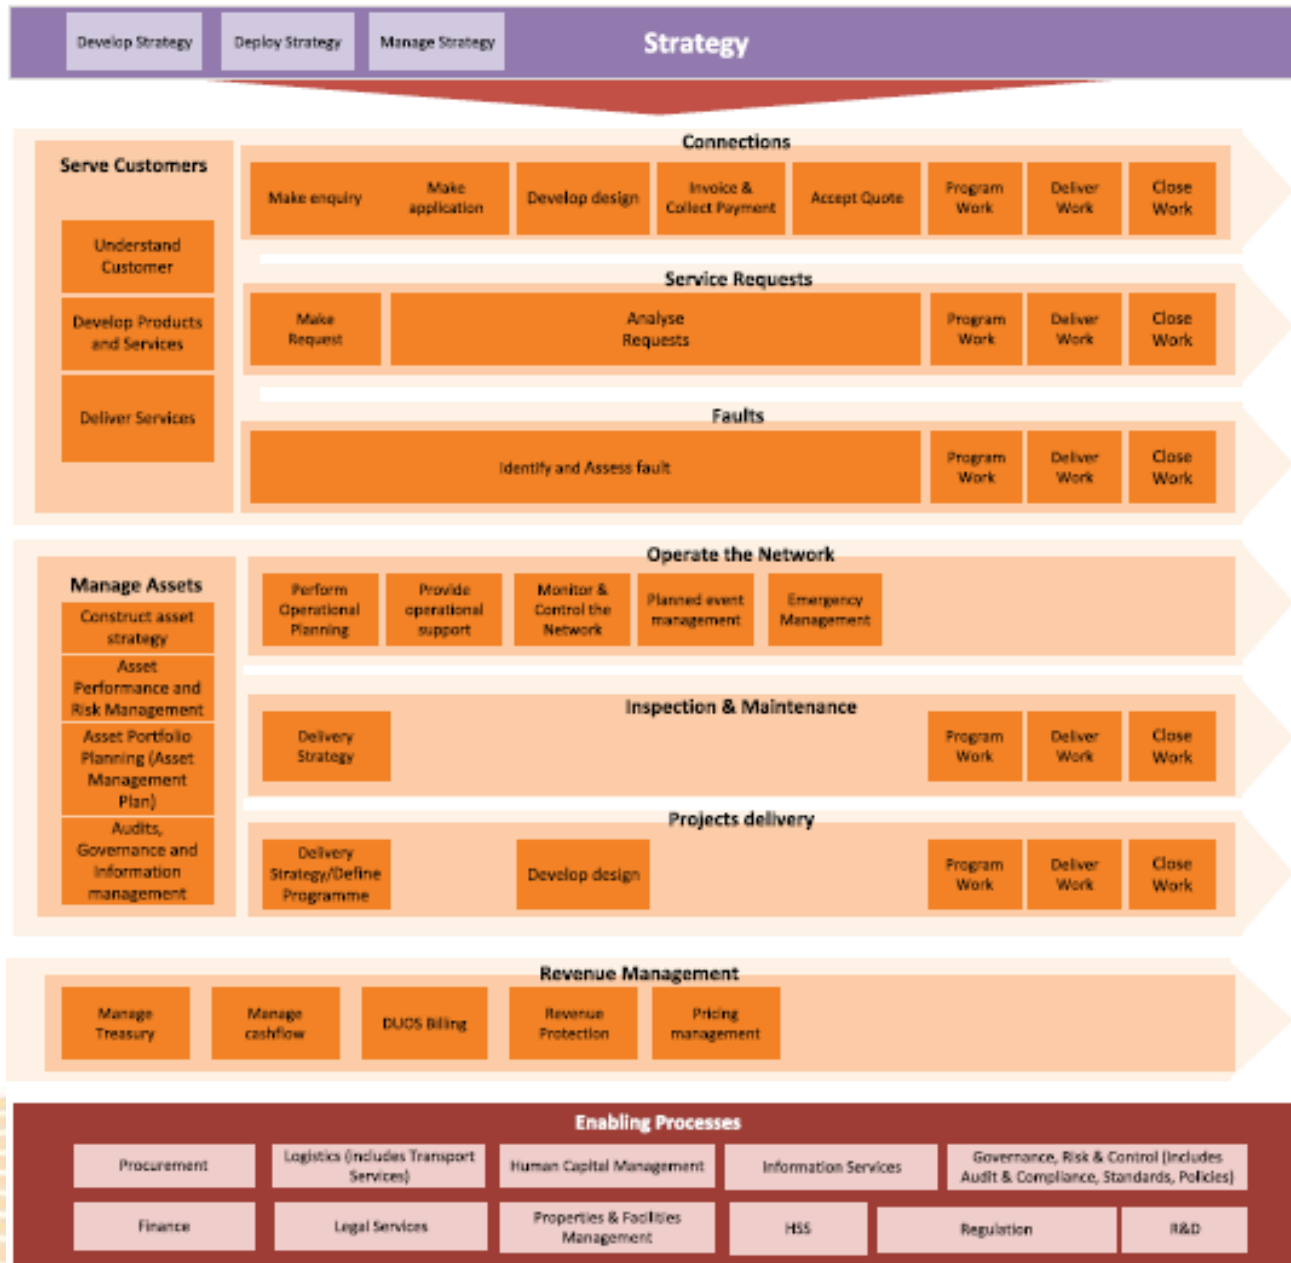 Develop Strategy
Deploy Strategy
Manage Strategy
Strategy
Serve Customers
Understand
Customer
Develop Products
and Services
Deliver Services
Connections
Make enquiry
Make
application
Develop design
Invoice &
Collect Payment
Accept Quote
Program
Work
Deliver
Work
Close
Work
Service Requests
Make
Request
Analyse
Requests
Program
Work
Deliver
Work
Close
Work
Faults
Identify and Assess fault
Program
Work
Deliver
Work
Close
Work
Manage Assets
Construct asset
strategy
Asset
Performance and
Risk Management
Asset Portfolio
Planning (Asset
Management
Plan)
Audits,
Governance and
Information
management
Operate the Network
Perform
Operational
Planning
Provide
operational
support
Monitor &
Control the
Network
Planned event
management
Emergency
Management
Inspection & Maintenance
Delivery
Strategy
Program
Work
Deliver
Work
Close
Work
Projects delivery
Delivery
Strategy/Define
Programme
Develop design
Program
Work
Deliver
Work
Close
Work
Revenue Management
Manage
Treasury
Manage
cashflow
DUOS Billing
Revenue
Protection
Pricing
management
Enabling Processes
Procurement
Logistics (includes Transport
Services)
Human Capital Management
Information Services
Governance, Risk & Control (includes
Audit & Compliance, Standards, Policies)
Finance
Legal Services
Properties & Facilities
Management
HSS
Regulation
R&D